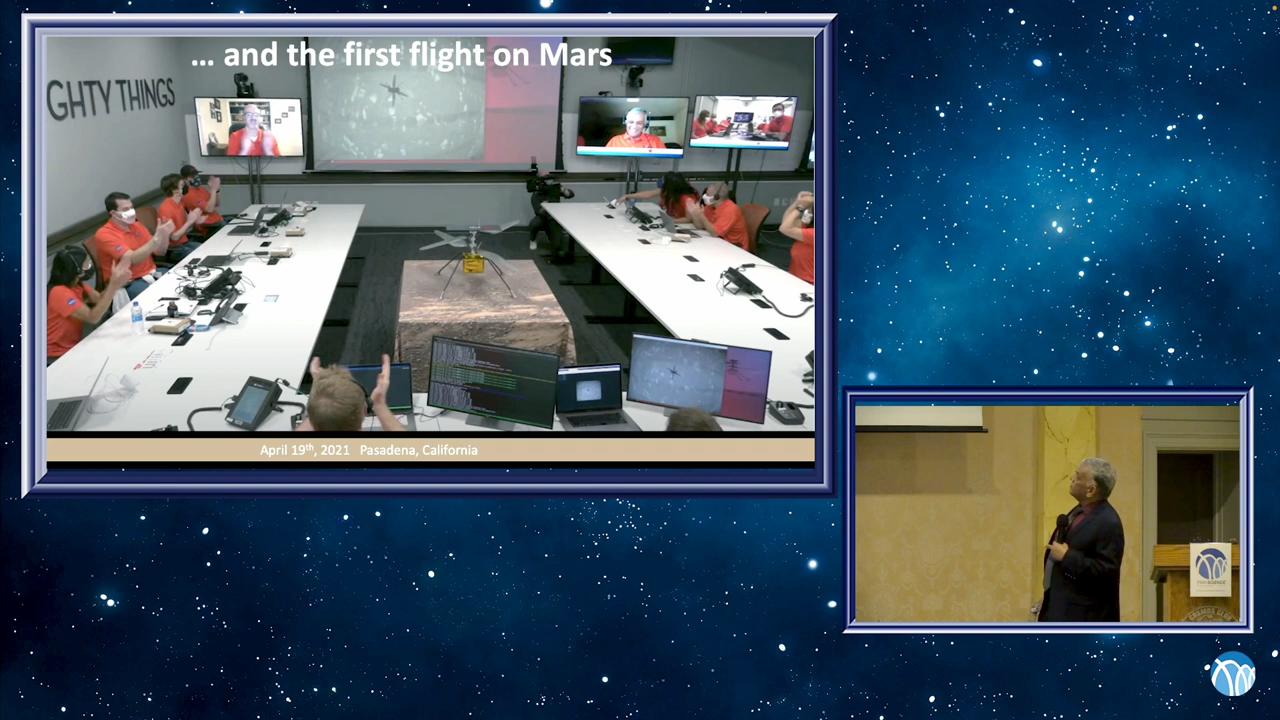 ... and the first flight on Mars
GHTY THINGS
April 19th, 2021 Pasadena, California